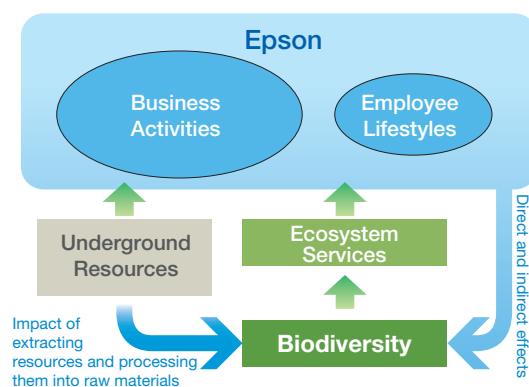 Epson
Business
Activities
Employee
Lifestyles
Underground
Resources
Ecosystem
Services
Direct and indirect effects
Impact of
extracting
resources and processing
them into raw materials
Biodiversity